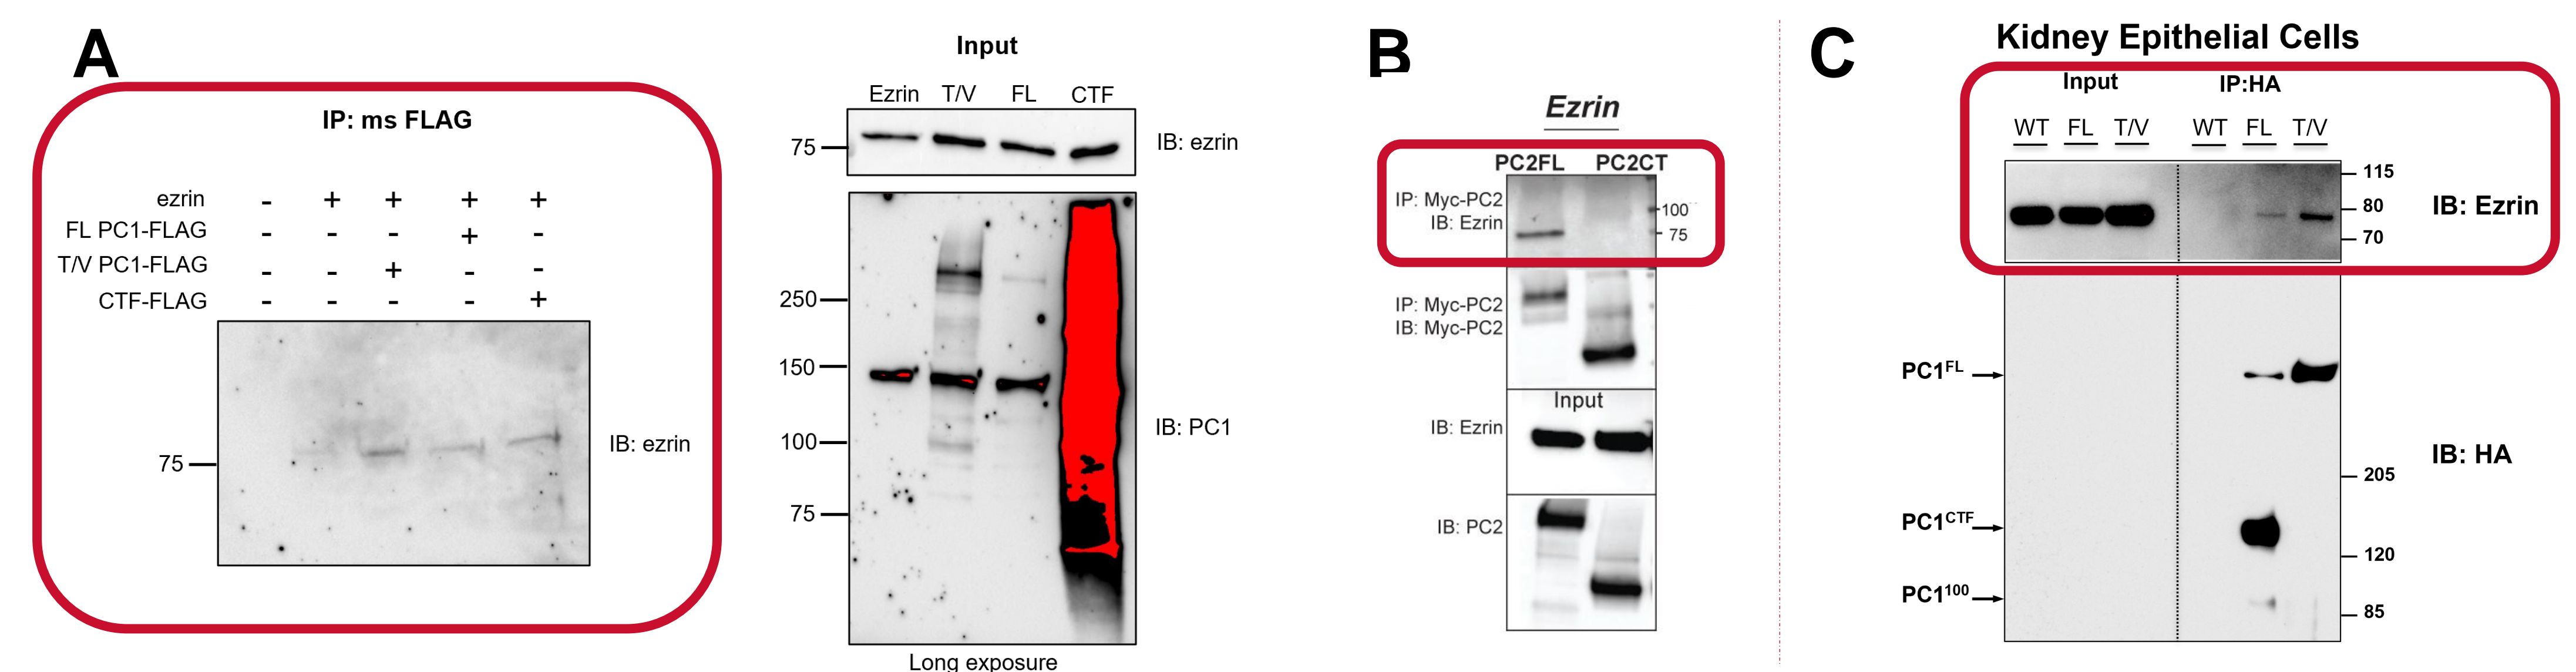 A
IP: ms FLAG
ezrin - + + + +
FL PC1-FLAG - - - + -
T/V PC1-FLAG - - + - -
CTF-FLAG - - - - +
75
IB: ezrin
Input
Ezrin T/V FL CTF
75
IB: ezrin
250
150
100
75
IB: PC1
Long exposure
B
Ezrin
PC2FL PC2CT
IP: Myc-PC2
IB: Ezrin
100
75
IP: Myc-PC2
IB: Myc-PC2
Input
IB: Ezrin
IB: PC2
C
Kidney Epithelial Cells
Input IP:HA
WT FL T/V WT FL T/V
115
80
70
IB: Ezrin
PC1FL
PC1CTF
PC1100
205
120
85
IB: HA